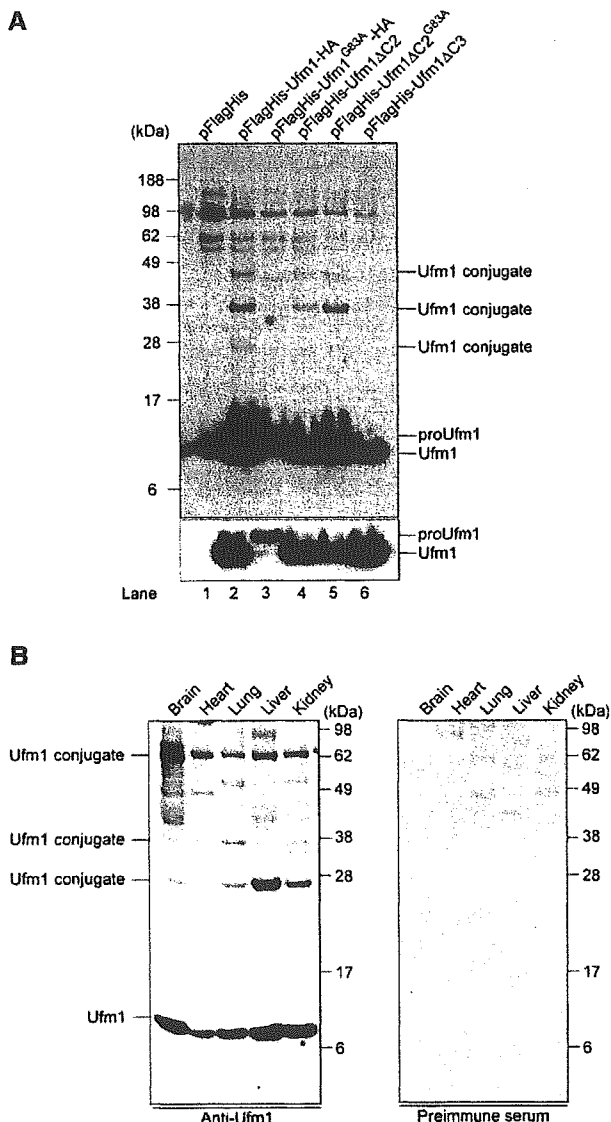 A
pFlagHis
pFlagHis-Ufm1-HA
pFlagHis-Ufm1G83A-HA
pFlagHis-Ufm1ΔC2
pFlagHis-Ufm1ΔC2G83A
pFlagHis-Ufm1ΔC3
(kDa)
188
98
62
49
38
28
17
6
Ufm1 conjugate
Ufm1 conjugate
Ufm1 conjugate
proUfm1
Ufm1
proUfm1
Ufm1
Lane 1 2 3 4 5 6
B
Brain Heart Lung Liver Kidney
(kDa)
Ufm1 conjugate
Ufm1 conjugate
Ufm1 conjugate
Ufm1
98
62
49
38
28
17
6
Anti-Ufm1
Brain Heart Lung Liver Kidney
(kDa)
98
62
49
38
28
17
6
Preimmune serum